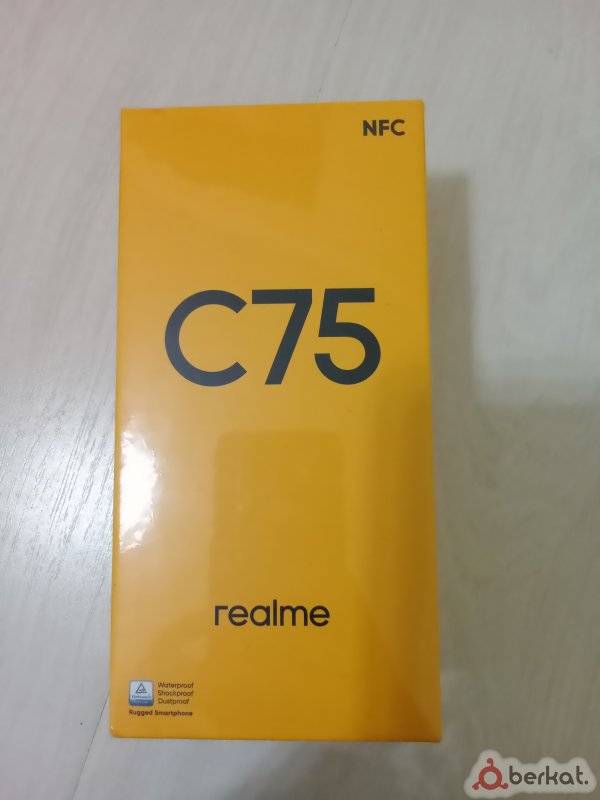 NFC
C75
realme
Waterproof
Shockproof
Dustproof
Rugged Smartphone
berkat.